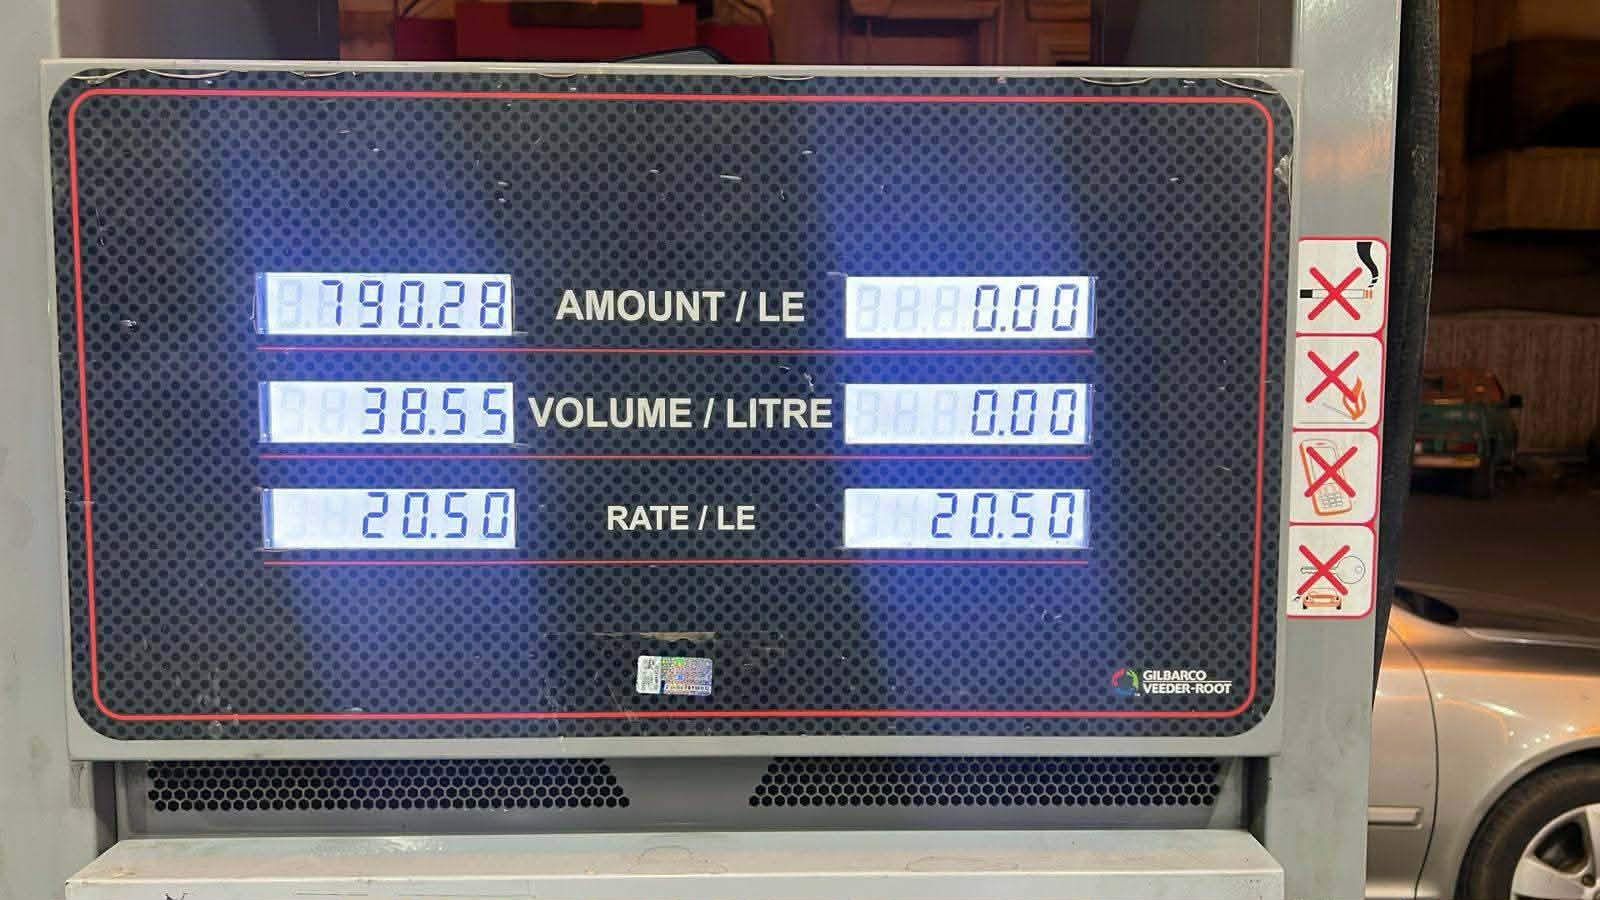 790.28 AMOUNT / LE 0.00
38.55 VOLUME / LITRE 0.00
20.50 RATE / LE 20.50
GILBARCO
VEEDER-ROOT